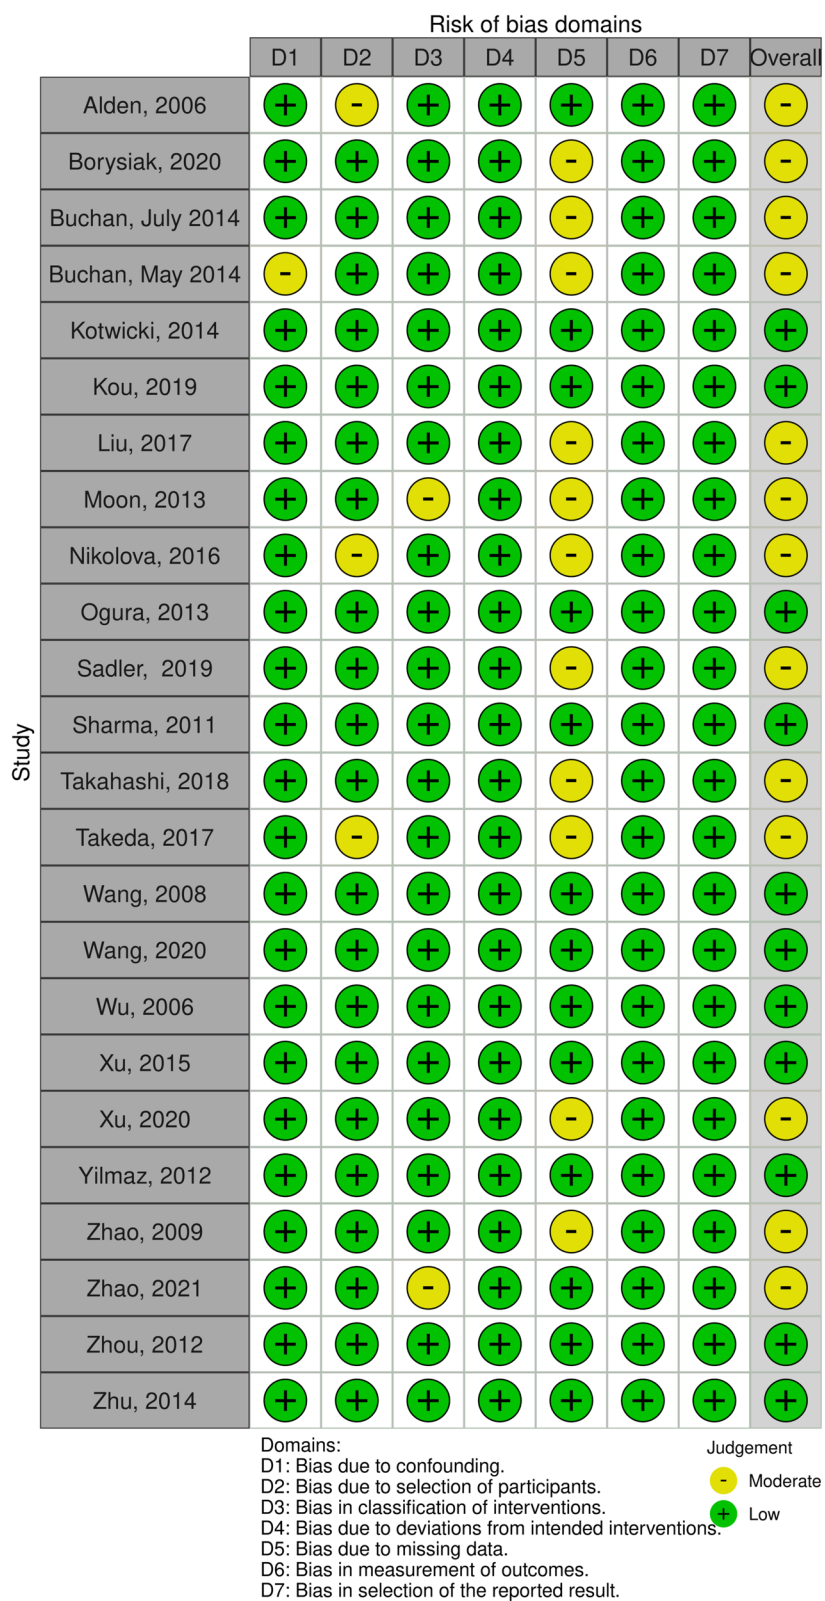 Risk of bias domains
D1 D2 D3 D4 D5 D6 D7 Overall
Study
Alden, 2006 + - + + + + + -
Borysiak, 2020 + + + + - + + -
Buchan, July 2014 + + + + - + + -
Buchan, May 2014 - + + + - + + -
Kotwicki, 2014 + + + + + + + +
Kou, 2019 + + + + + + + +
Liu, 2017 + + + + - + + -
Moon, 2013 + + - + - + + -
Nikolova, 2016 + - + + - + + -
Ogura, 2013 + + + + + + + +
Sadler,  2019 + + + + - + + -
Sharma, 2011 + + + + + + + +
Takahashi, 2018 + + + + - + + -
Takeda, 2017 + - + + - + + -
Wang, 2008 + + + + + + + +
Wang, 2020 + + + + + + + +
Wu, 2006 + + + + + + + +
Xu, 2015 + + + + + + + +
Xu, 2020 + + + + - + + -
Yilmaz, 2012 + + + + + + + +
Zhao, 2009 + + + + - + + -
Zhao, 2021 + + - + + + + -
Zhou, 2012 + + + + + + + +
Zhu, 2014 + + + + + + + +
Domains:
D1: Bias due to confounding.
D2: Bias due to selection of participants.
D3: Bias in classification of interventions.
D4: Bias due to deviations from intended interventions.
D5: Bias due to missing data.
D6: Bias in measurement of outcomes.
D7: Bias in selection of the reported result.
Judgement
- Moderate
+ Low